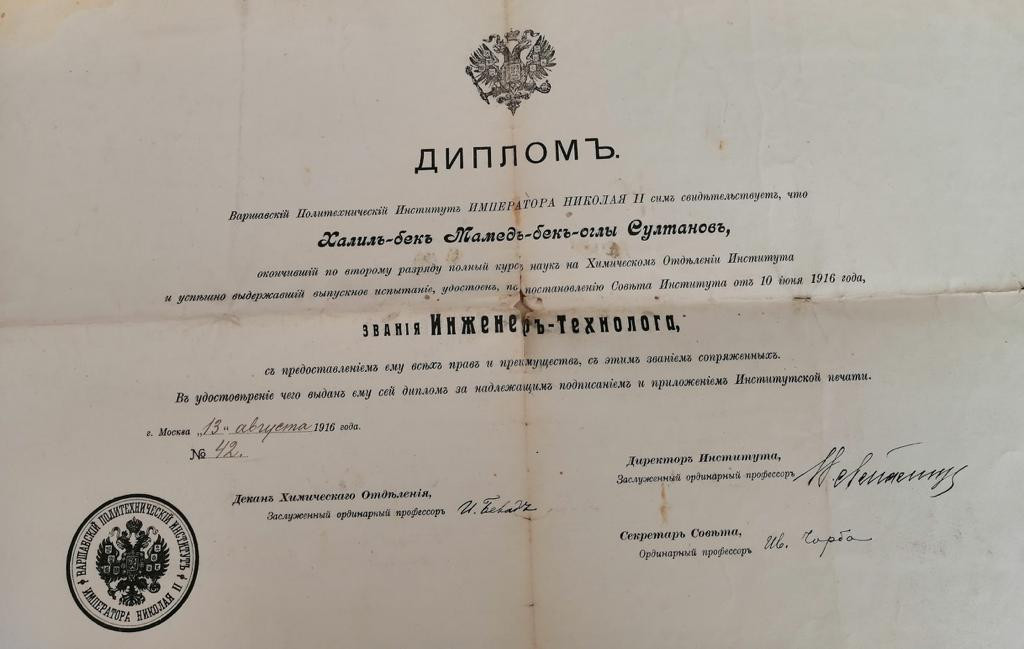 ДИПЛОМЪ.
Варшавскій Политехническій Институтъ ИМПЕРАТОРА НИКОЛАЯ II симъ свидѣтельствуетъ, что
Халилъ-бекъ Мамедъ-бекъ-оглы Султановъ,
окончившій по второму разряду полный курсъ наукъ на Химическомъ Отдѣленіи Института
и успѣшно выдержавшій выпускное испытаніе, удостоенъ, по постановленію Совѣта Института отъ 10 іюня 1916 года,
званія Инженеръ-Технолога,
съ предоставленіемъ ему всѣхъ правъ и преимуществъ, съ этимъ званіемъ сопряженныхъ.
Въ удостовѣреніе чего выданъ ему сей дипломъ за надлежащимъ подписаніемъ и приложеніемъ Институтской печати.
г. Москва „13“ августа 1916 года.
№ 42.
Директоръ Института,
Заслуженный ординарный профессоръ
Деканъ Химическаго Отдѣленія,
Заслуженный ординарный профессоръ И. Бевадъ
Секретарь Совѣта,
Ординарный профессоръ Ив.
ВАРШАВСКІЙ ПОЛИТЕХНИЧЕСКІЙ ИНСТИТУТЪ
ИМПЕРАТОРА НИКОЛАЯ II